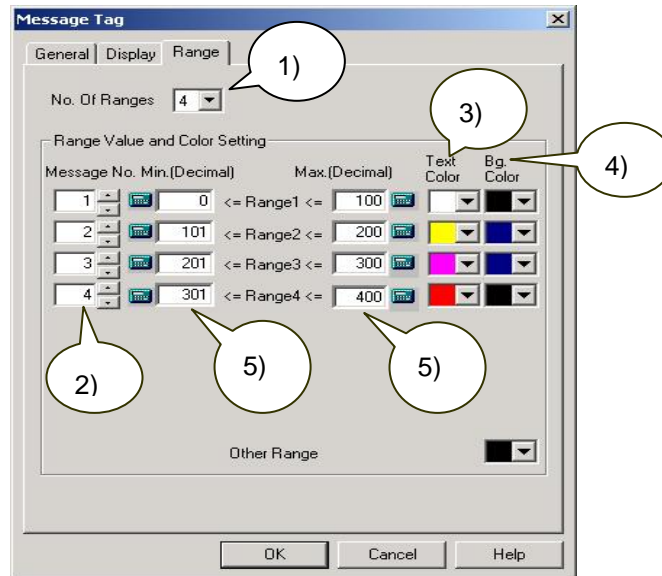 Message Tag
General Display Range
1)
No. Of Ranges 4
3)
4)
Range Value and Color Setting
Message No. Min.(Decimal) Max.(Decimal) Text Color Bg. Color
1 0 <= Range1 <= 100
2 101 <= Range2 <= 200
3 201 <= Range3 <= 300
4 301 <= Range4 <= 400
2)
5)
5)
Other Range
OK Cancel Help